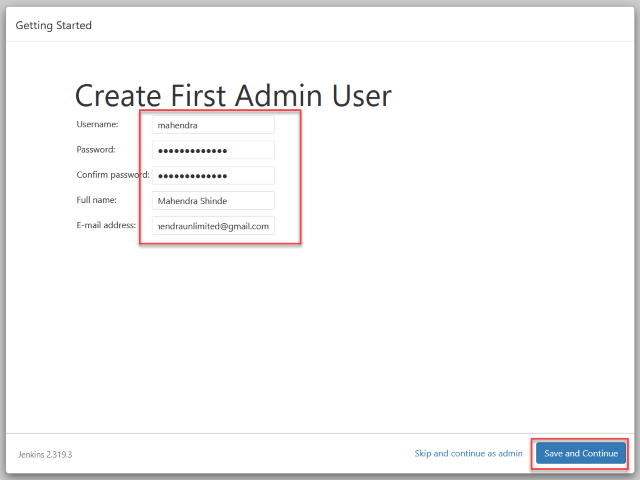 Getting Started
Create First Admin User
Username: mahendra
Password: •••••••••••••
Confirm password: •••••••••••••
Full name: Mahendra Shinde
E-mail address: hendraunlimited@gmail.com
Jenkins 2.319.3 Skip and continue as admin Save and Continue